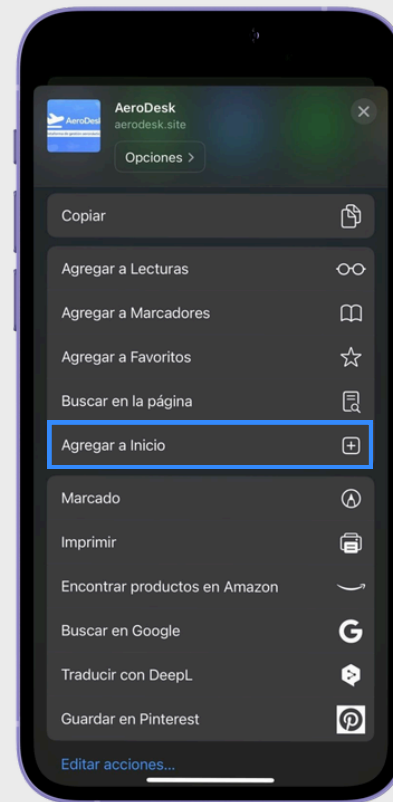 AeroDesk
aerodesk.site
AeroDesk
Opciones >
Copiar
Agregar a Lecturas
Agregar a Marcadores
Agregar a Favoritos
Buscar en la página
Agregar a Inicio
Marcado
Imprimir
Encontrar productos en Amazon
Buscar en Google
Traducir con DeepL
Guardar en Pinterest
Editar acciones...